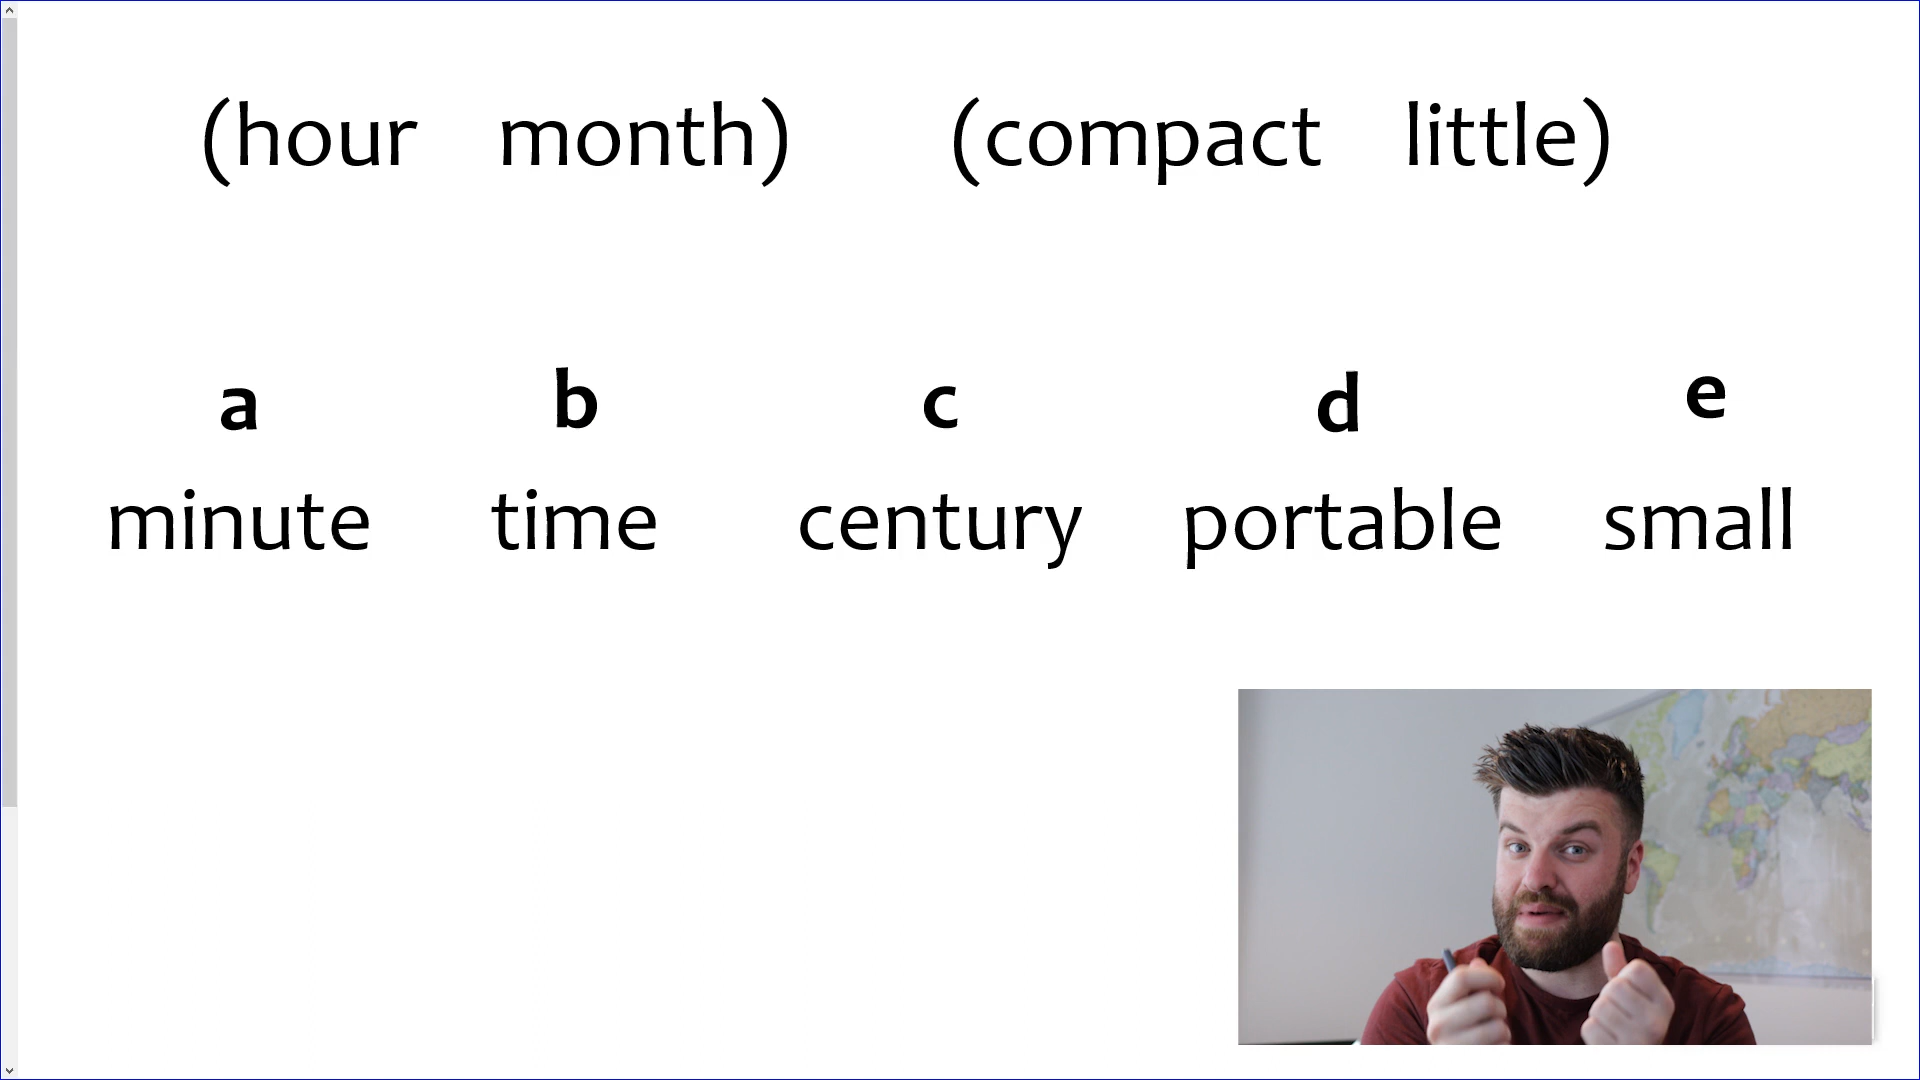 (hour month) (compact little)
a b c d e
minute time century portable small